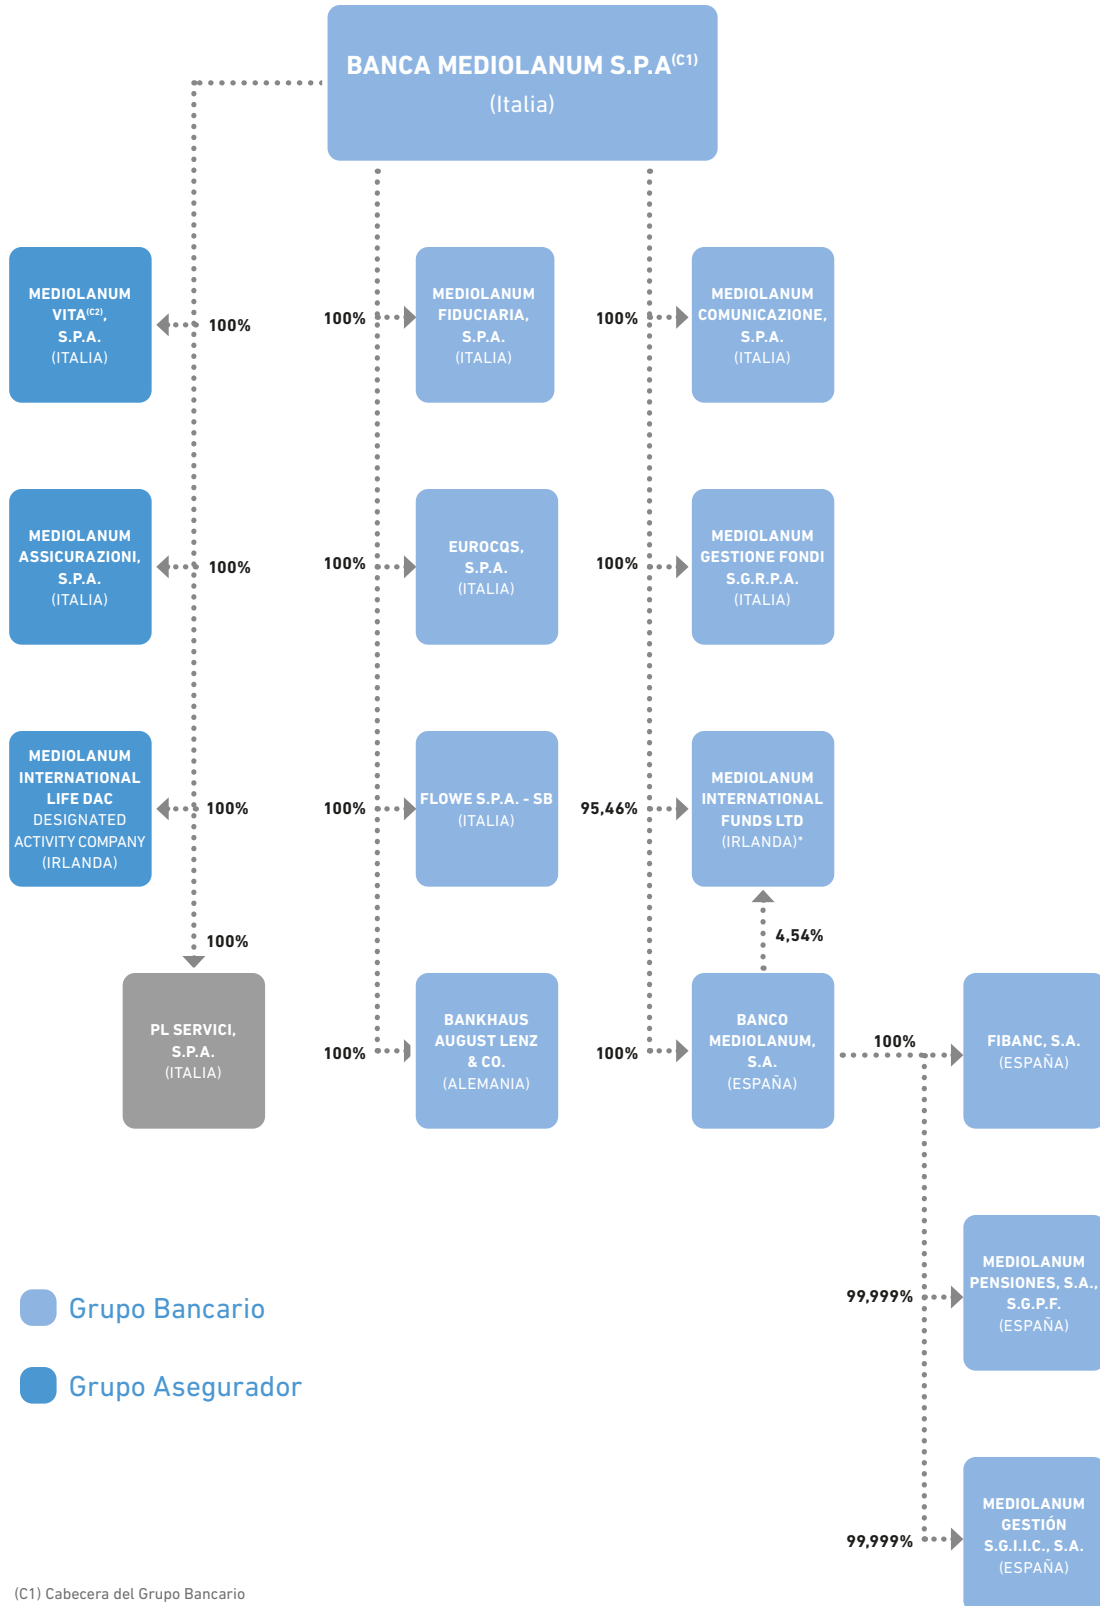 BANCA MEDIOLANUM S.P.A(C1)
(Italia)
MEDIOLANUM
VITA(C2),
S.P.A.
(ITALIA)
100%
100%
MEDIOLANUM
FIDUCIARIA,
S.P.A.
(ITALIA)
100%
MEDIOLANUM
COMUNICAZIONE,
S.P.A.
(ITALIA)
MEDIOLANUM
ASSICURAZIONI,
S.P.A.
(ITALIA)
100%
100%
EUROCQS,
S.P.A.
(ITALIA)
100%
MEDIOLANUM
GESTIONE FONDI
S.G.R.P.A.
(ITALIA)
MEDIOLANUM
INTERNATIONAL
LIFE DAC
DESIGNATED
ACTIVITY COMPANY
(IRLANDA)
100%
100%
FLOWE S.P.A. - SB
(ITALIA)
95,46%
MEDIOLANUM
INTERNATIONAL
FUNDS LTD
(IRLANDA)*
100%
4,54%
PL SERVICI,
S.P.A.
(ITALIA)
100%
BANKHAUS
AUGUST LENZ
& CO.
(ALEMANIA)
100%
BANCO
MEDIOLANUM,
S.A.
(ESPAÑA)
100%
FIBANC, S.A.
(ESPAÑA)
99,999%
MEDIOLANUM
PENSIONES, S.A.,
S.G.P.F.
(ESPAÑA)
Grupo Bancario
Grupo Asegurador
99,999%
MEDIOLANUM
GESTIÓN
S.G.I.I.C., S.A.
(ESPAÑA)
(C1) Cabecera del Grupo Bancario